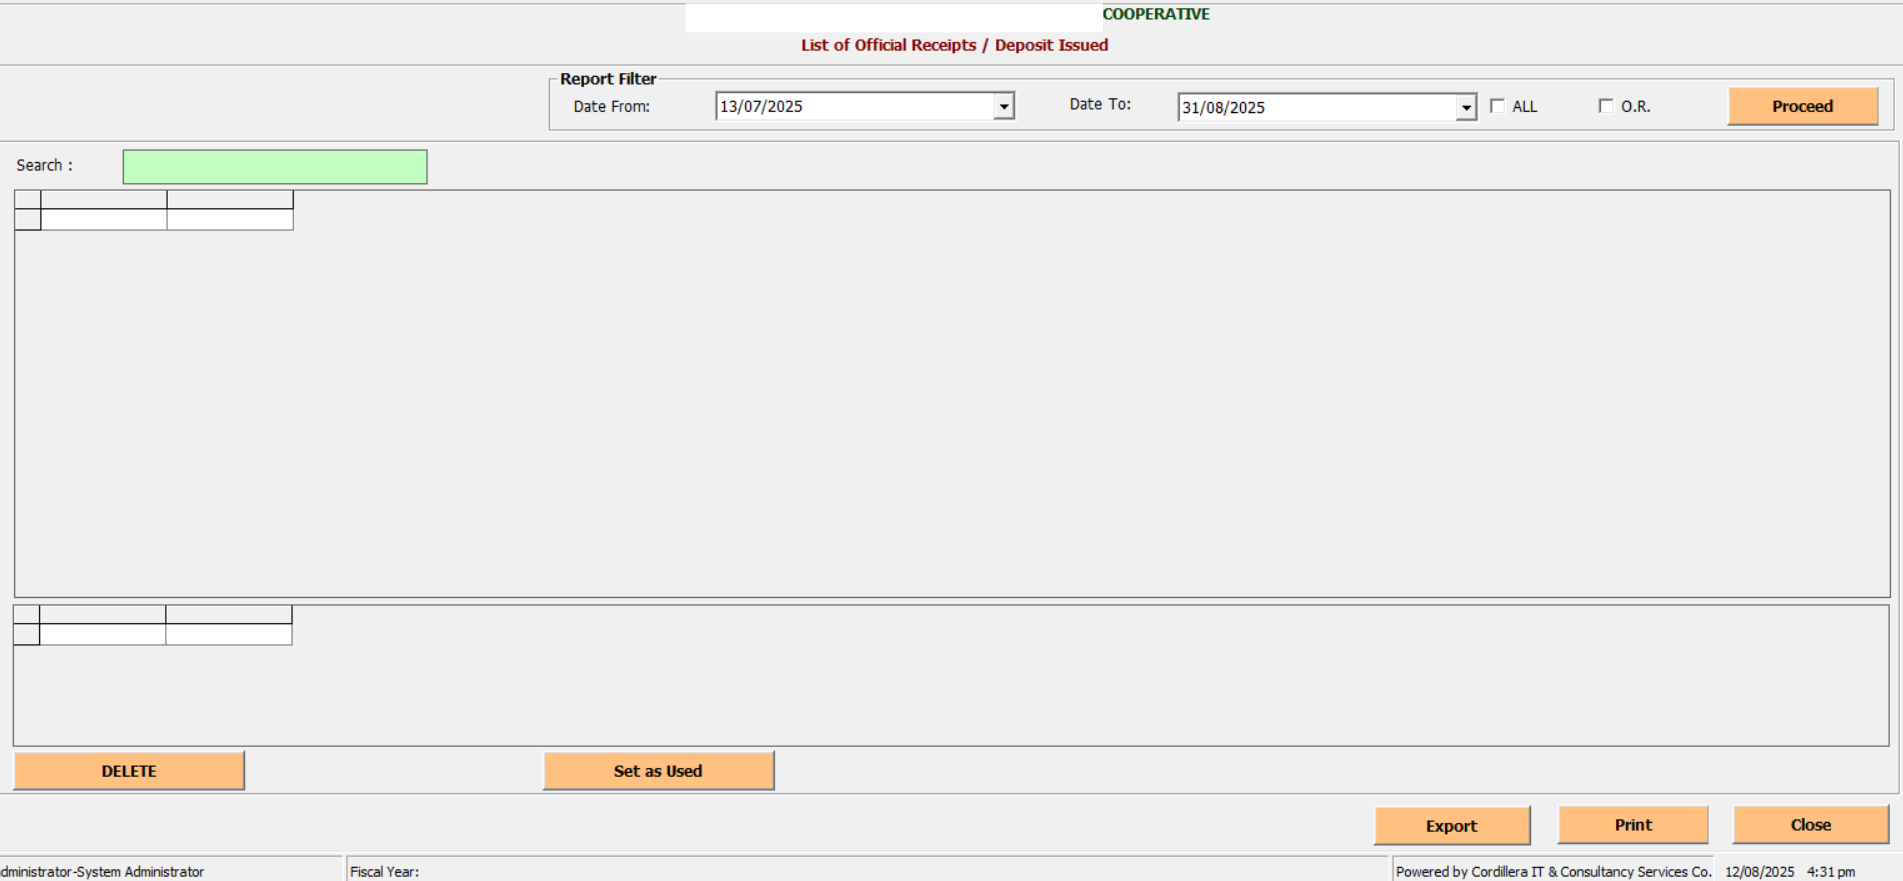 COOPERATIVE
List of Official Receipts / Deposit Issued
Report Filter
Date From: 13/07/2025 Date To: 31/08/2025 ALL O.R. Proceed
Search :
DELETE Set as Used
Export Print Close
dministrator-System Administrator Fiscal Year: Powered by Cordillera IT & Consultancy Services Co. 12/08/2025 4:31 pm